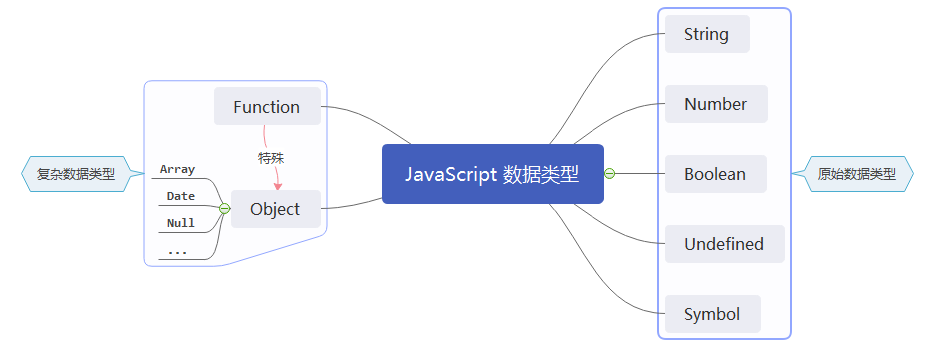 复杂数据类型
Function
特殊
Object
Array
Date
Null
...
JavaScript 数据类型
String
Number
Boolean
Undefined
Symbol
原始数据类型